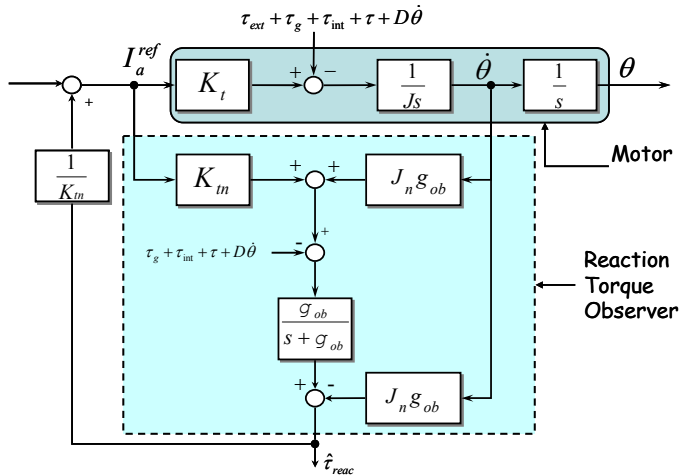 τ_ext + τ_g + τ_int + τ + Dθ̇
I_a^ref
+
K_t
+
−
1
Js
θ̇
1
s
θ
Motor
1
K_tn
K_tn
+
+
J_n g_ob
+
-
τ_g + τ_int + τ + Dθ̇
Reaction
Torque
Observer
g_ob
s + g_ob
+
-
J_n g_ob
τ̂_reac